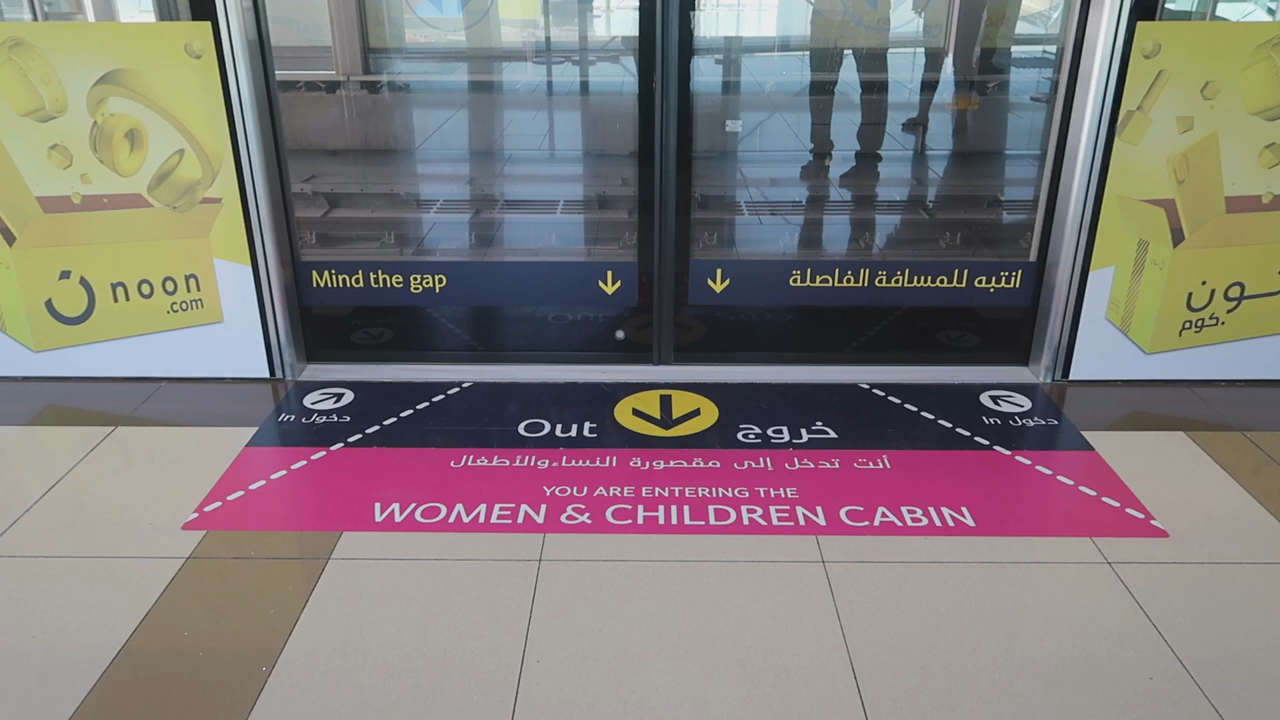 noon
.com
نون
.كوم
Mind the gap
انتبه للمسافة الفاصلة
In دخول
Out خروج
In دخول
أنت تدخل إلى مقصورة النساء والأطفال
YOU ARE ENTERING THE
WOMEN & CHILDREN CABIN